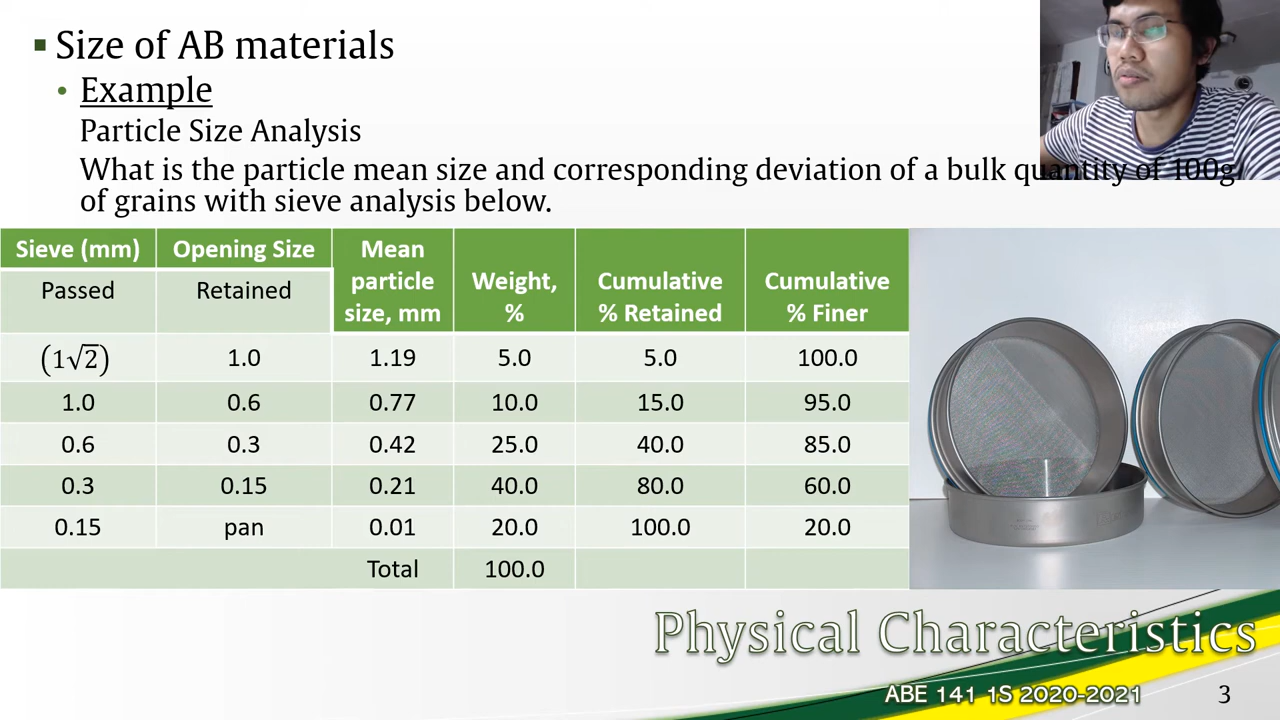 Size of AB materials
Example
Particle Size Analysis
What is the particle mean size and corresponding deviation of a bulk quantity of 100g
of grains with sieve analysis below.
Sieve (mm) Opening Size Mean particle size, mm Weight, % Cumulative % Retained Cumulative % Finer
Passed Retained
(1√2) 1.0 1.19 5.0 5.0 100.0
1.0 0.6 0.77 10.0 15.0 95.0
0.6 0.3 0.42 25.0 40.0 85.0
0.3 0.15 0.21 40.0 80.0 60.0
0.15 pan 0.01 20.0 100.0 20.0
Total 100.0
Physical Characteristics
ABE 141 1S 2020-2021 3